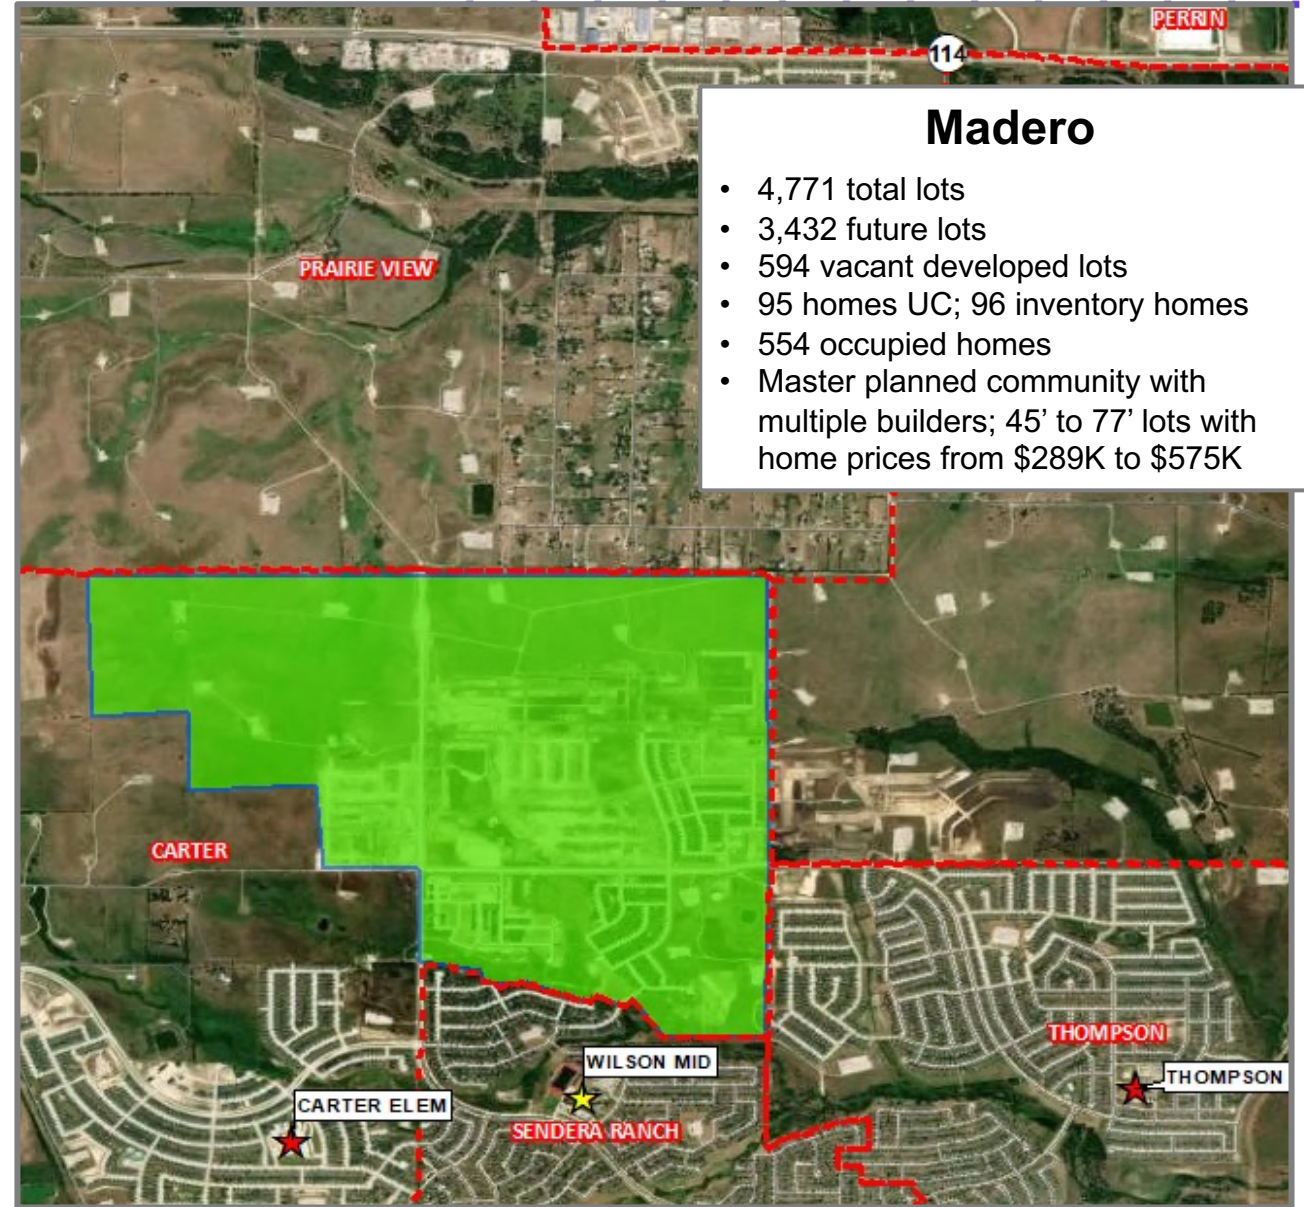 PERRIN
114
Madero
• 4,771 total lots
• 3,432 future lots
• 594 vacant developed lots
• 95 homes UC; 96 inventory homes
• 554 occupied homes
• Master planned community with
multiple builders; 45’ to 77’ lots with
home prices from $289K to $575K
PRAIRIE VIEW
CARTER
THOMPSON
WILSON MID
THOMPSON
CARTER ELEM
SENDERA RANCH